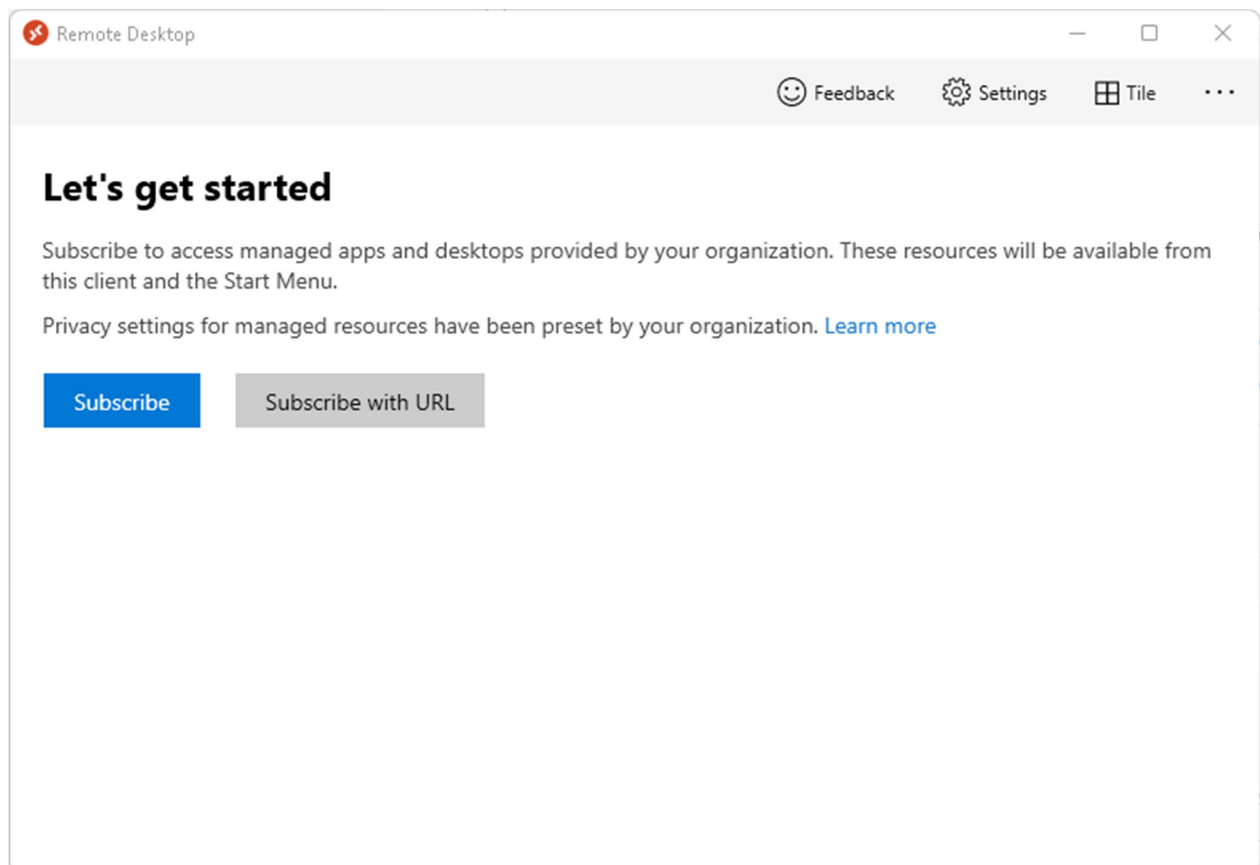 Remote Desktop
Feedback
Settings
Tile
Let's get started
Subscribe to access managed apps and desktops provided by your organization. These resources will be available from
this client and the Start Menu.
Privacy settings for managed resources have been preset by your organization. Learn more
Subscribe
Subscribe with URL